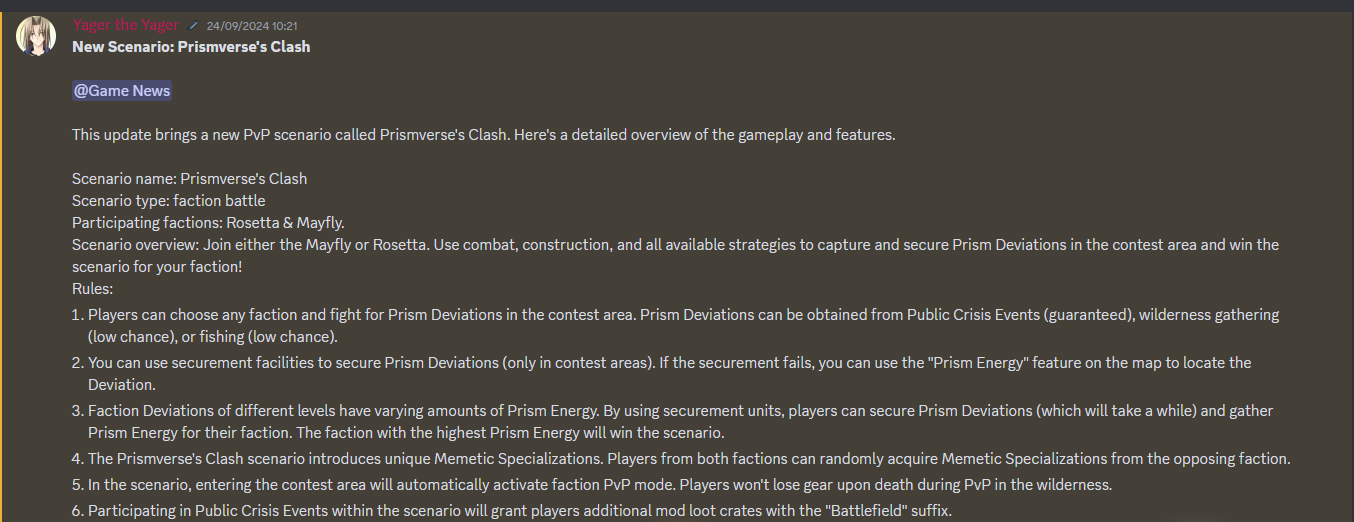 Yager the Yager 24/09/2024 10:21
New Scenario: Prismverse's Clash
@Game News
This update brings a new PvP scenario called Prismverse's Clash. Here's a detailed overview of the gameplay and features.
Scenario name: Prismverse's Clash
Scenario type: faction battle
Participating factions: Rosetta & Mayfly.
Scenario overview: Join either the Mayfly or Rosetta. Use combat, construction, and all available strategies to capture and secure Prism Deviations in the contest area and win the
scenario for your faction!
Rules:
1. Players can choose any faction and fight for Prism Deviations in the contest area. Prism Deviations can be obtained from Public Crisis Events (guaranteed), wilderness gathering
(low chance), or fishing (low chance).
2. You can use securement facilities to secure Prism Deviations (only in contest areas). If the securement fails, you can use the "Prism Energy" feature on the map to locate the
Deviation.
3. Faction Deviations of different levels have varying amounts of Prism Energy. By using securement units, players can secure Prism Deviations (which will take a while) and gather
Prism Energy for their faction. The faction with the highest Prism Energy will win the scenario.
4. The Prismverse's Clash scenario introduces unique Memetic Specializations. Players from both factions can randomly acquire Memetic Specializations from the opposing faction.
5. In the scenario, entering the contest area will automatically activate faction PvP mode. Players won't lose gear upon death during PvP in the wilderness.
6. Participating in Public Crisis Events within the scenario will grant players additional mod loot crates with the "Battlefield" suffix.